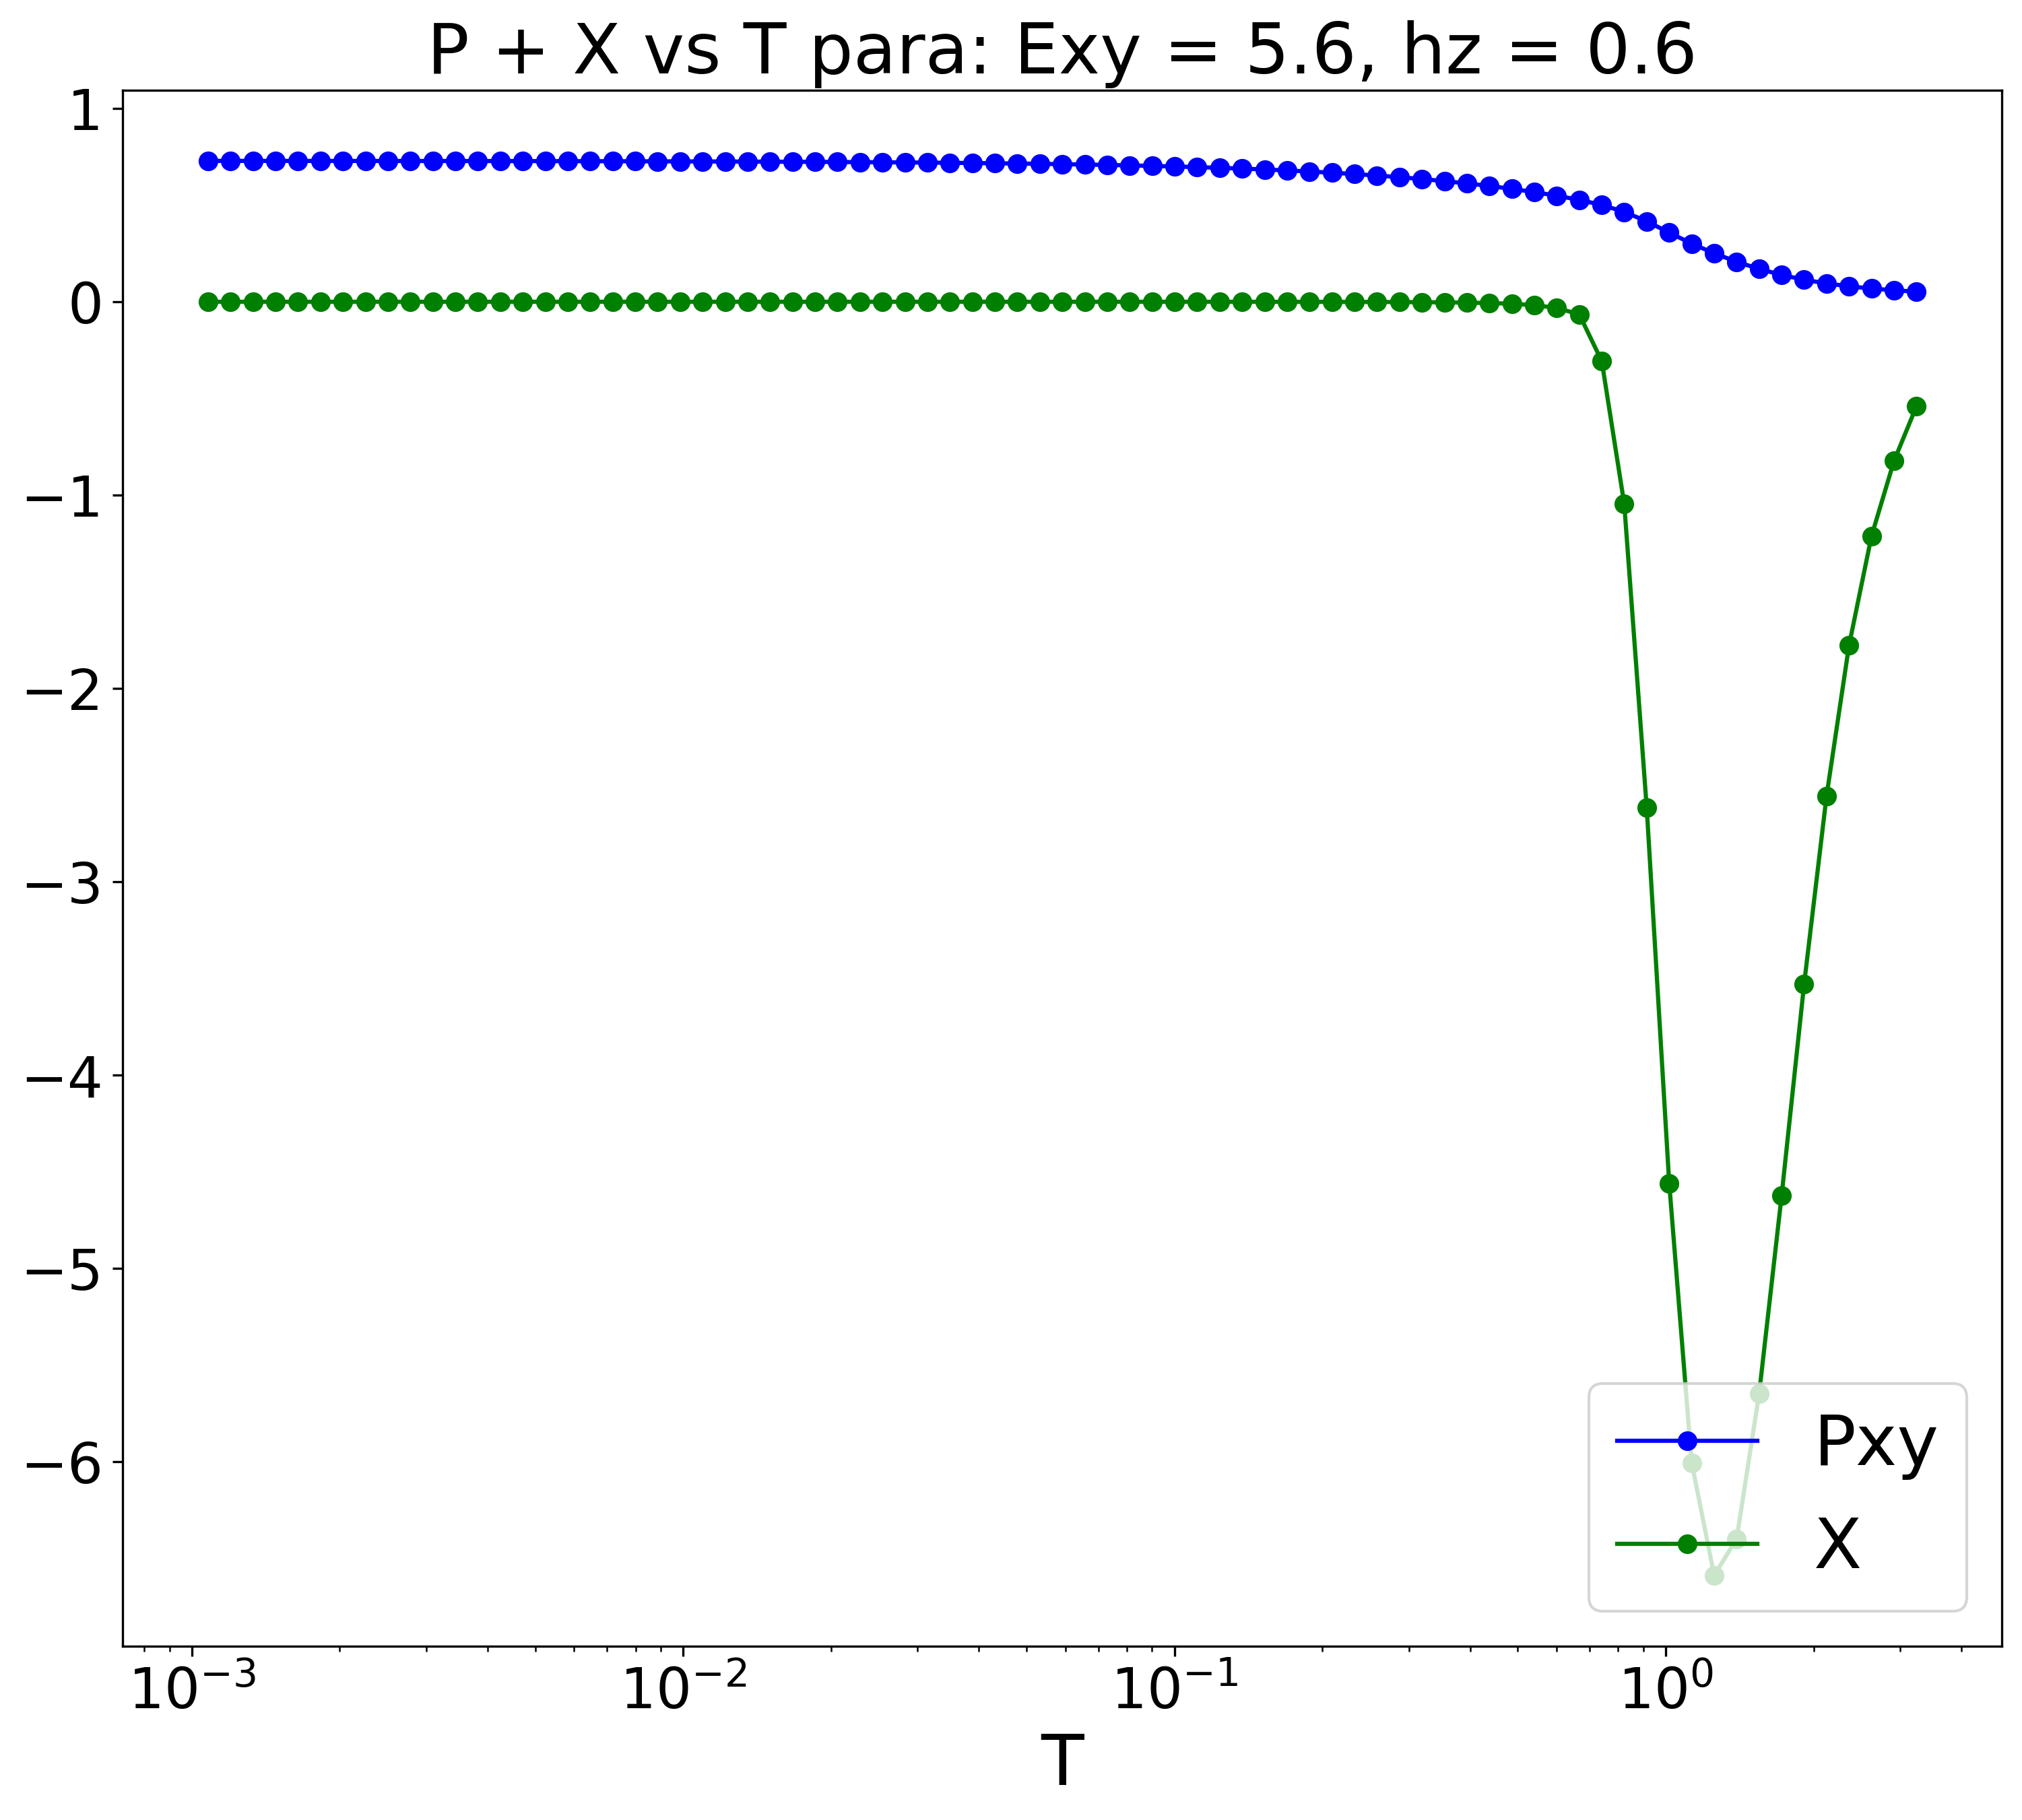 P + X vs T para: Exy = 5.6, hz = 0.6
1
0
−1
−2
−3
−4
−5
−6
Pxy
X
10⁻³ 10⁻² 10⁻¹ 10⁰
T